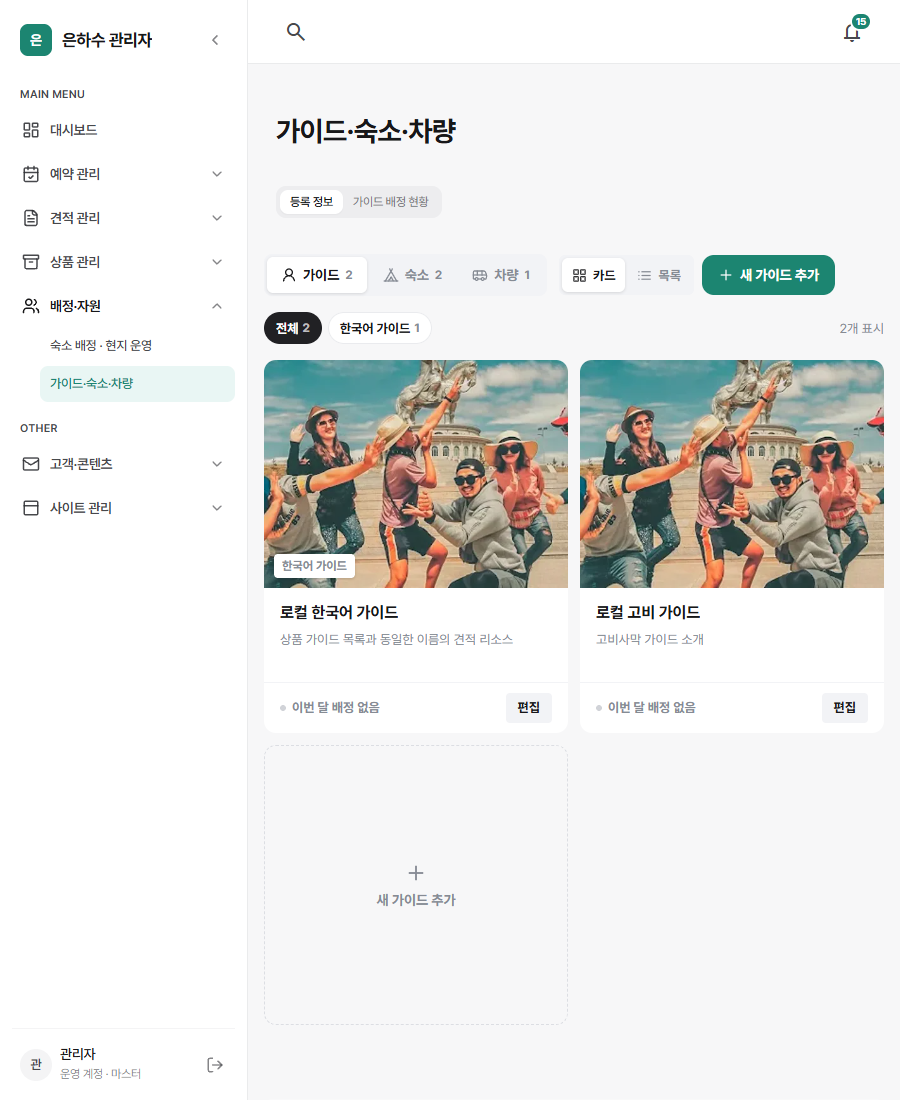 은 은하수 관리자
15
MAIN MENU
대시보드
예약 관리
견적 관리
상품 관리
배정·자원
숙소 배정 · 현지 운영
가이드·숙소·차량
OTHER
고객·콘텐츠
사이트 관리
관 관리자
운영 계정 · 마스터
가이드·숙소·차량
등록 정보 가이드 배정 현황
가이드 2 숙소 2 차량 1 카드 목록 새 가이드 추가
전체 2 한국어 가이드 1 2개 표시
한국어 가이드
로컬 한국어 가이드
상품 가이드 목록과 동일한 이름의 견적 리소스
이번 달 배정 없음 편집
로컬 고비 가이드
고비사막 가이드 소개
이번 달 배정 없음 편집
새 가이드 추가